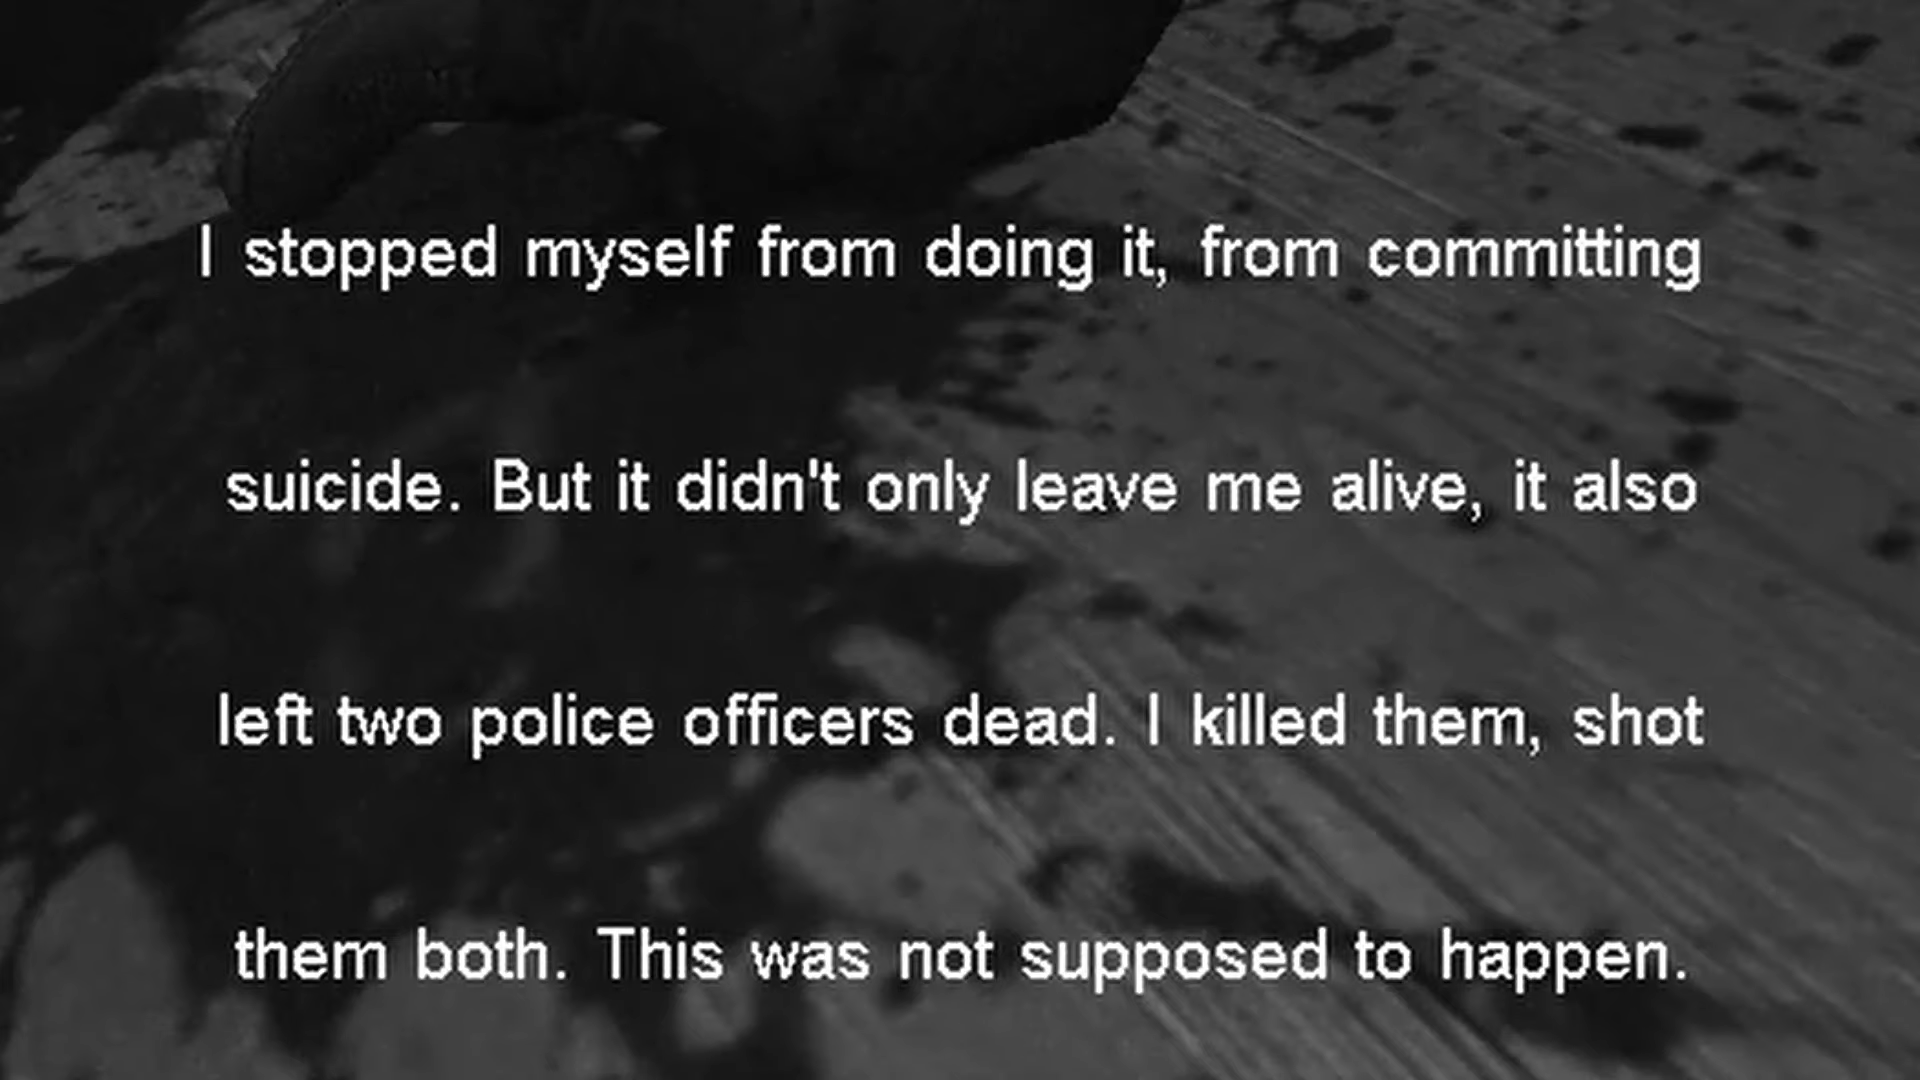 I stopped myself from doing it, from committing
suicide. But it didn't only leave me alive, it also
left two police officers dead. I killed them, shot
them both. This was not supposed to happen.